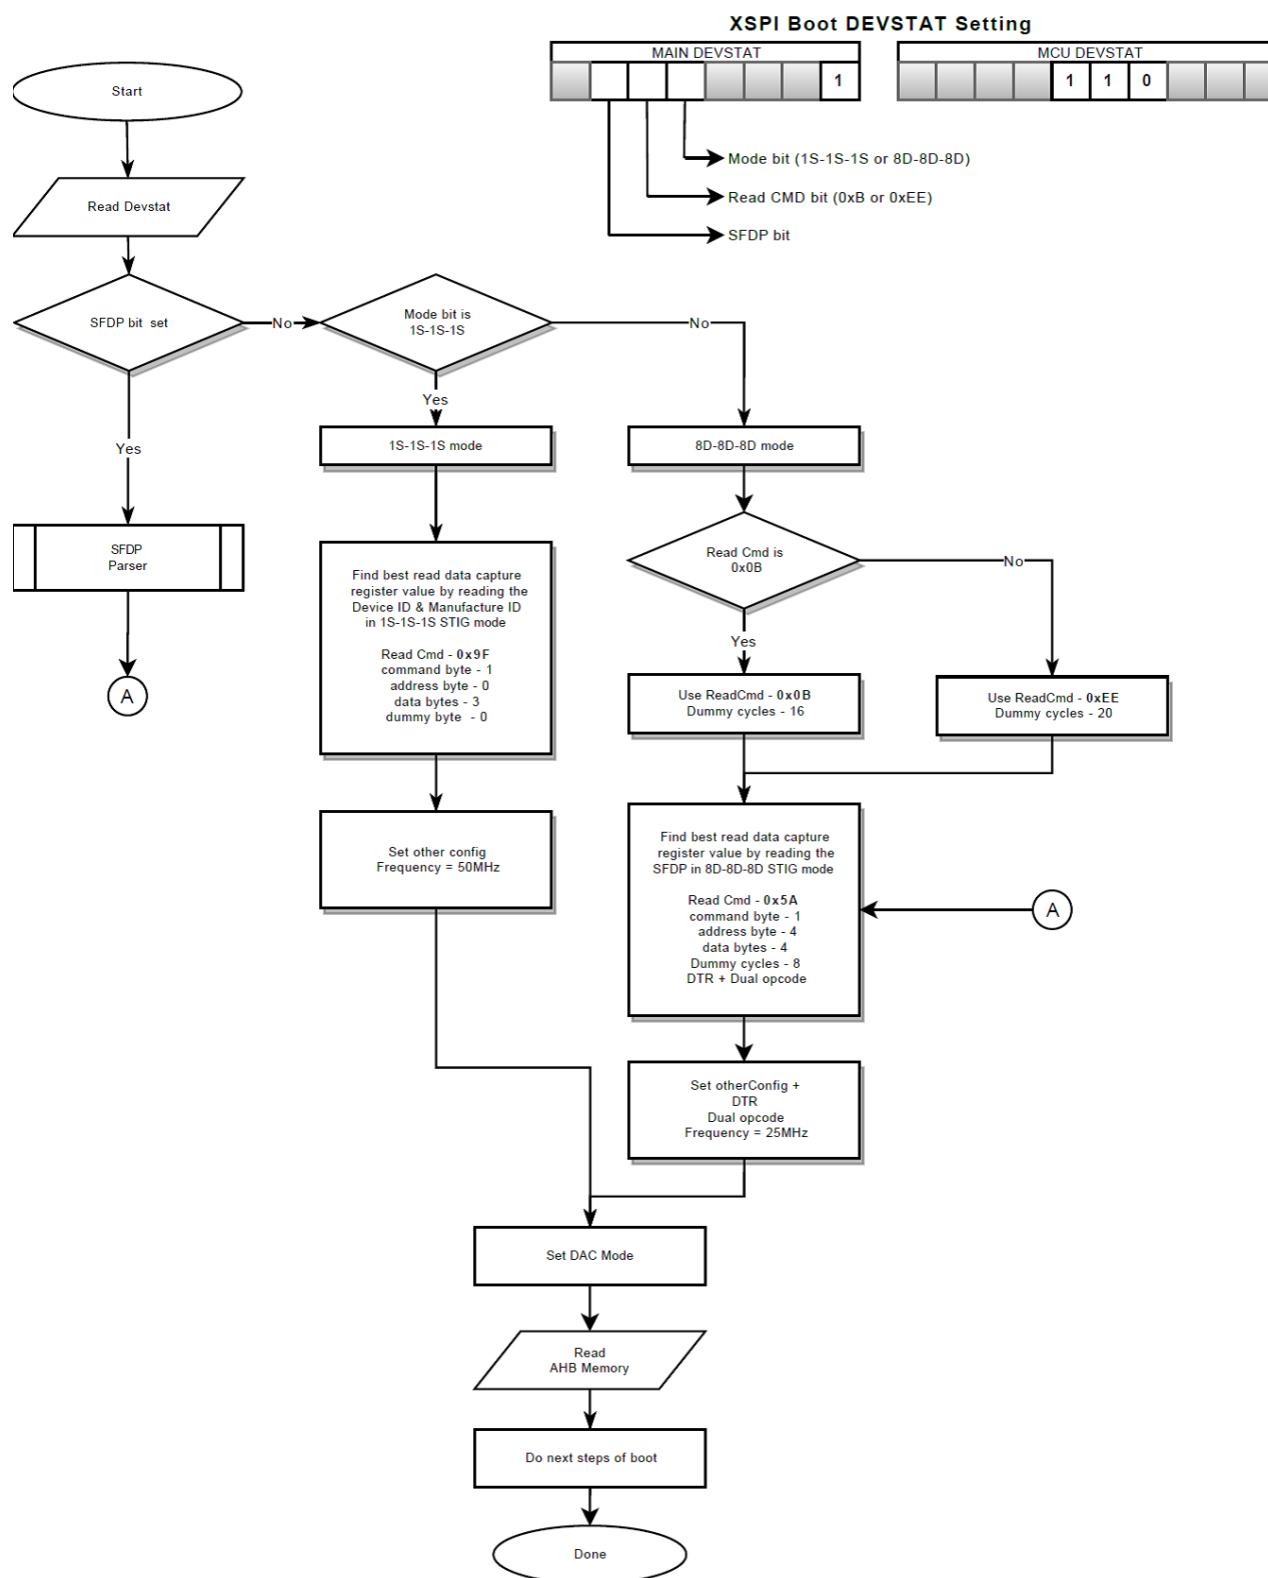 XSPI Boot DEVSTAT Setting
MAIN DEVSTAT
MCU DEVSTAT
1
1 1 0
Mode bit (1S-1S-1S or 8D-8D-8D)
Read CMD bit (0xB or 0xEE)
SFDP bit
Start
Read Devstat
SFDP bit set
No
Mode bit is
1S-1S-1S
No
Yes
Yes
1S-1S-1S mode
8D-8D-8D mode
SFDP
Parser
A
Find best read data capture
register value by reading the
Device ID & Manufacture ID
in 1S-1S-1S STIG mode
Read Cmd - 0x9F
command byte - 1
address byte - 0
data bytes - 3
dummy byte - 0
Read Cmd is
0x0B
No
Yes
Use ReadCmd - 0x0B
Dummy cycles - 16
Use ReadCmd - 0xEE
Dummy cycles - 20
Set other config
Frequency = 50MHz
Find best read data capture
register value by reading the
SFDP in 8D-8D-8D STIG mode
Read Cmd - 0x5A
command byte - 1
address byte - 4
data bytes - 4
Dummy cycles - 8
DTR + Dual opcode
A
Set otherConfig +
DTR
Dual opcode
Frequency = 25MHz
Set DAC Mode
Read
AHB Memory
Do next steps of boot
Done